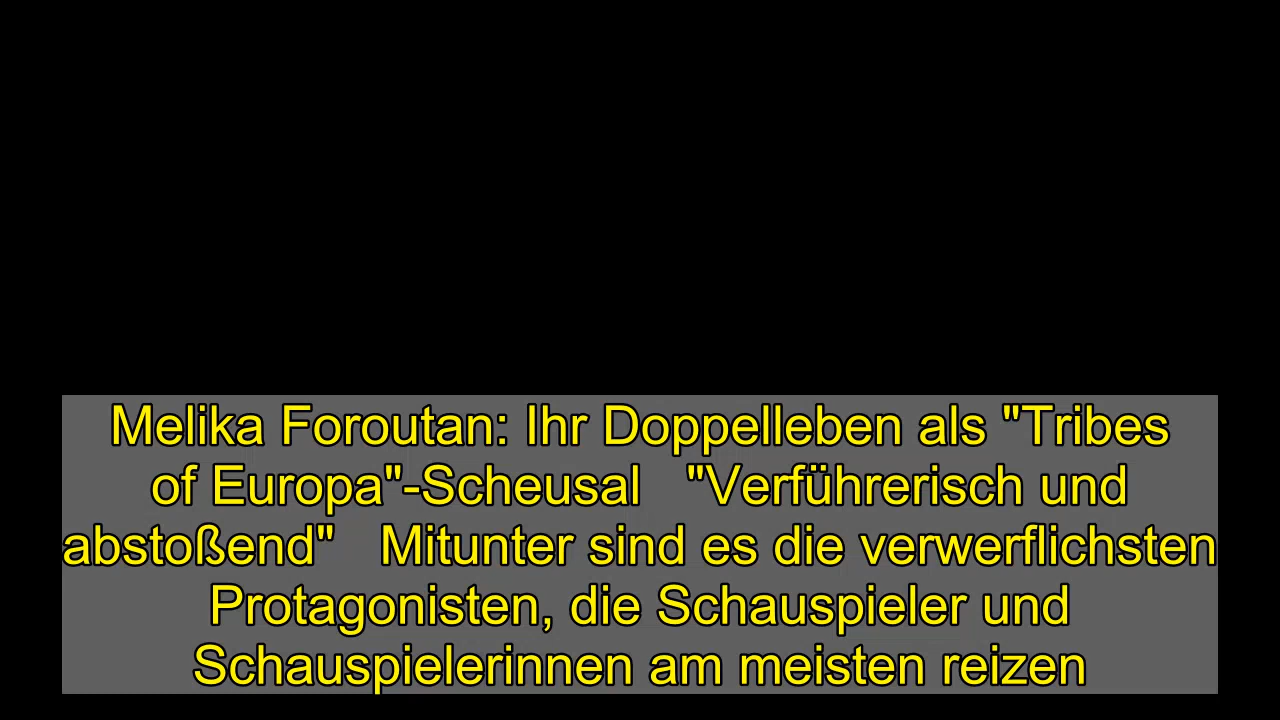 Melika Foroutan: Ihr Doppelleben als "Tribes
of Europa"-Scheusal   "Verführerisch und
abstoßend"   Mitunter sind es die verwerflichsten
Protagonisten, die Schauspieler und
Schauspielerinnen am meisten reizen